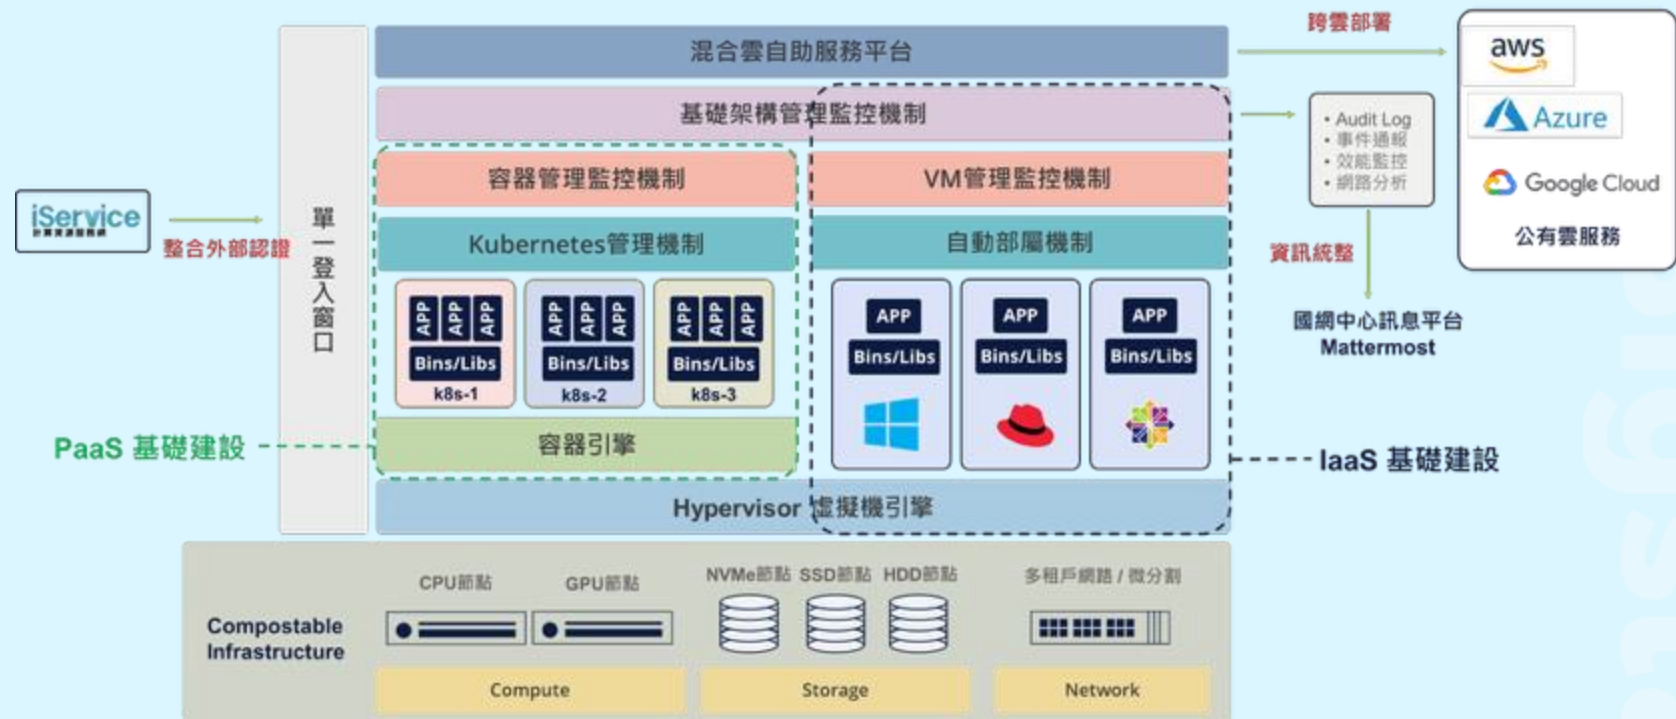 iService
計算資源服務網
整合外部認證
單一登入窗口
混合雲自助服務平台
基礎架構管理監控機制
容器管理監控機制
VM管理監控機制
Kubernetes管理機制
自動部屬機制
APP APP APP
Bins/Libs
k8s-1
APP APP APP
Bins/Libs
k8s-2
APP APP APP
Bins/Libs
k8s-3
APP
Bins/Libs
APP
Bins/Libs
APP
Bins/Libs
容器引擎
Hypervisor 虛擬機引擎
PaaS 基礎建設
IaaS 基礎建設
跨雲部署
aws
Azure
Google Cloud
公有雲服務
• Audit Log
• 事件通報
• 效能監控
• 網路分析
資訊統整
國網中心訊息平台
Mattermost
Compostable
Infrastructure
CPU節點
GPU節點
NVMe節點
SSD節點
HDD節點
多租戶網路 / 微分割
Compute
Storage
Network